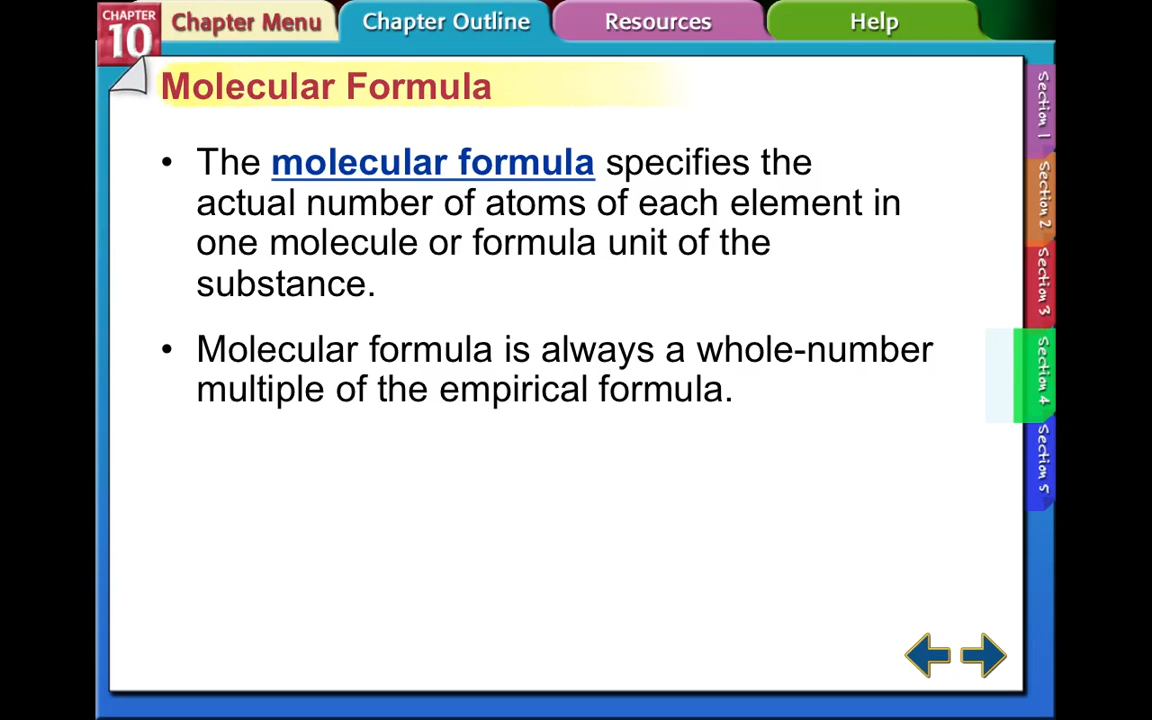 CHAPTER
10
Chapter Menu
Chapter Outline
Resources
Help
Molecular Formula
• The molecular formula specifies the
actual number of atoms of each element in
one molecule or formula unit of the
substance.
• Molecular formula is always a whole-number
multiple of the empirical formula.
Section 1
Section 2
Section 3
Section 4
Section 5